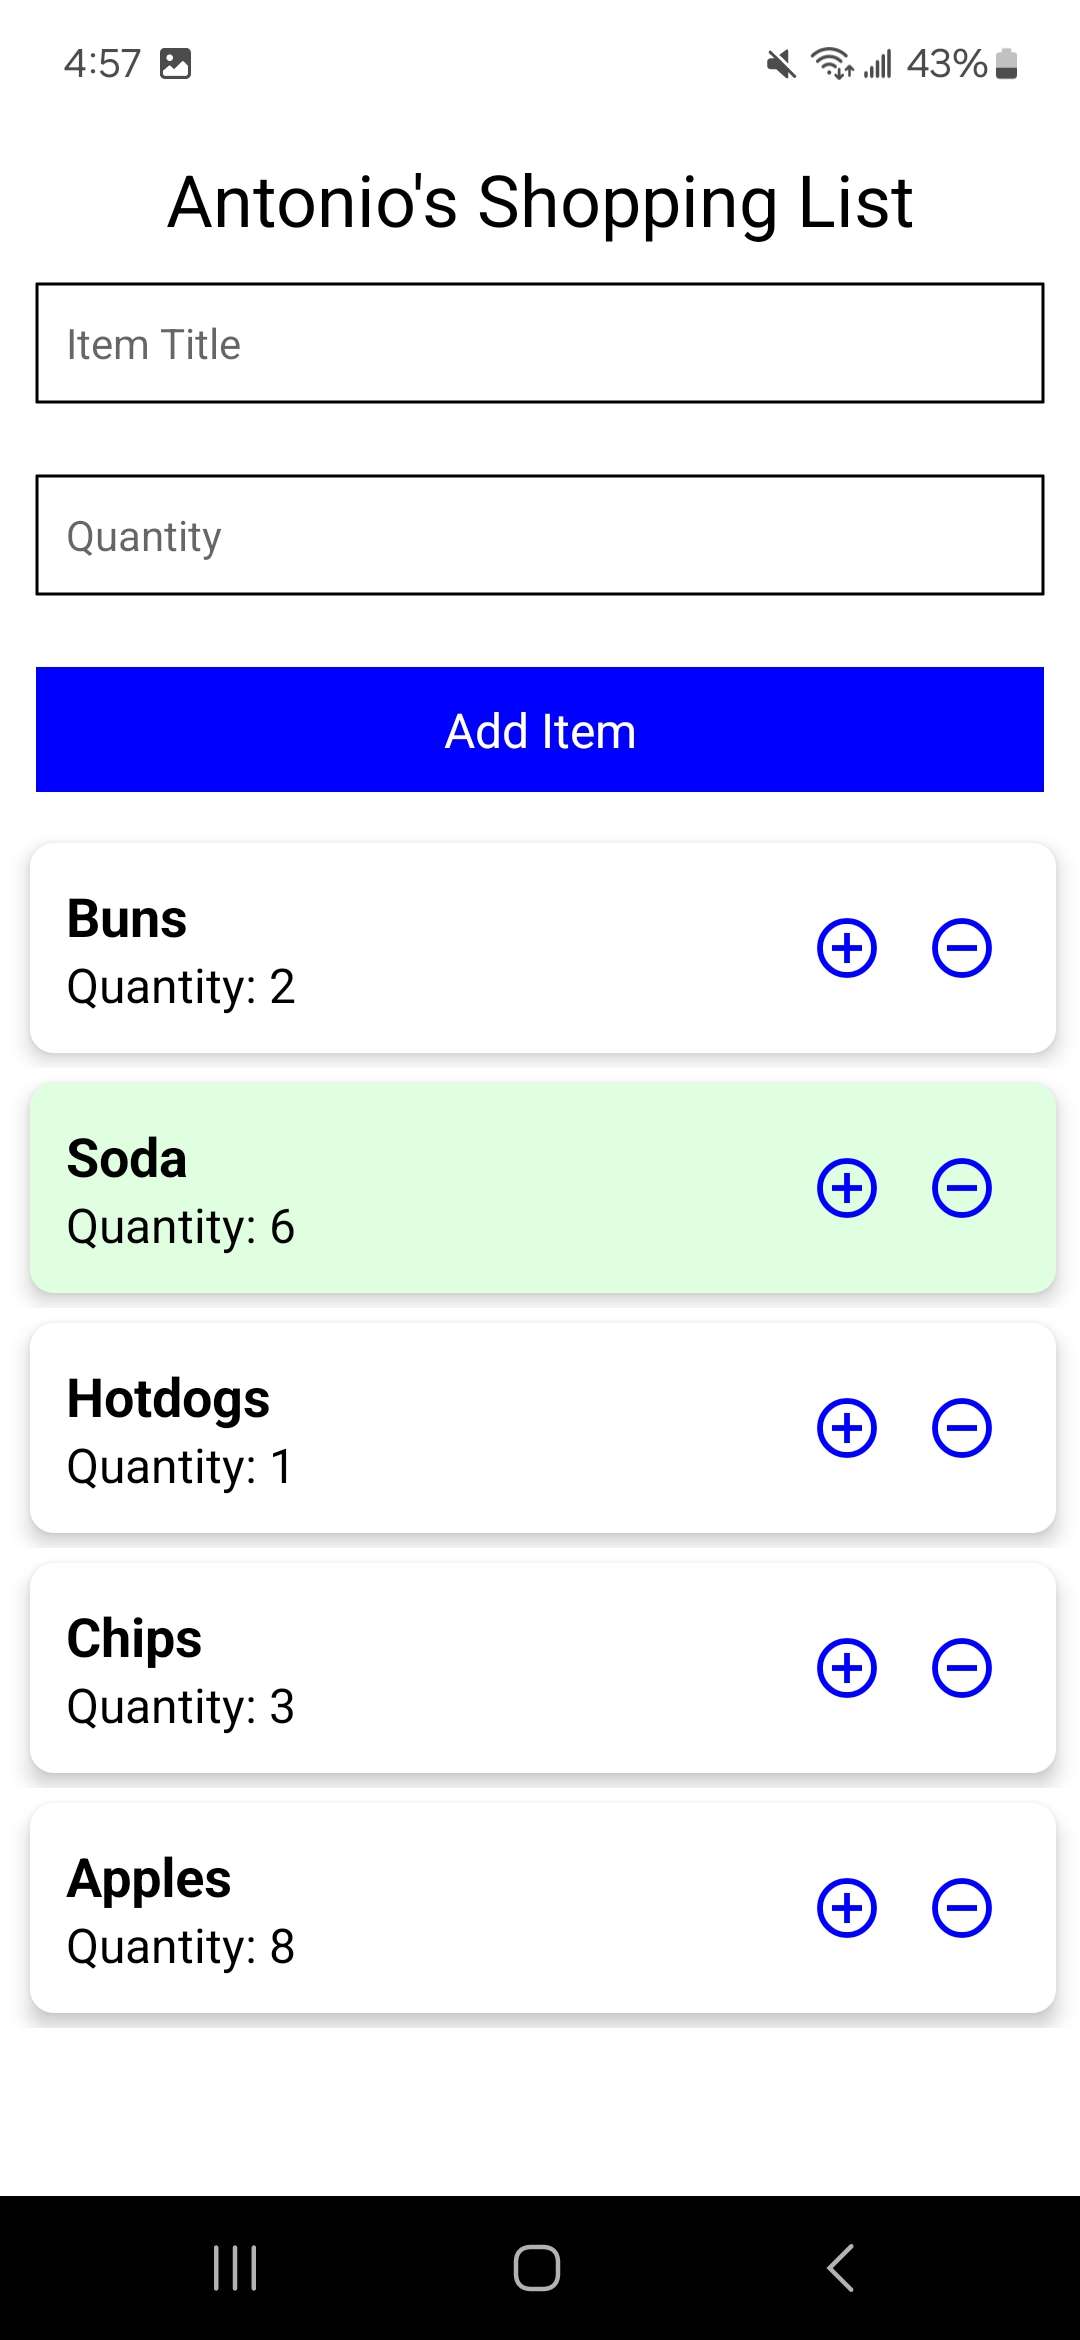 4:57
43%
Antonio's Shopping List
Item Title
Quantity
Add Item
Buns
Quantity: 2
Soda
Quantity: 6
Hotdogs
Quantity: 1
Chips
Quantity: 3
Apples
Quantity: 8